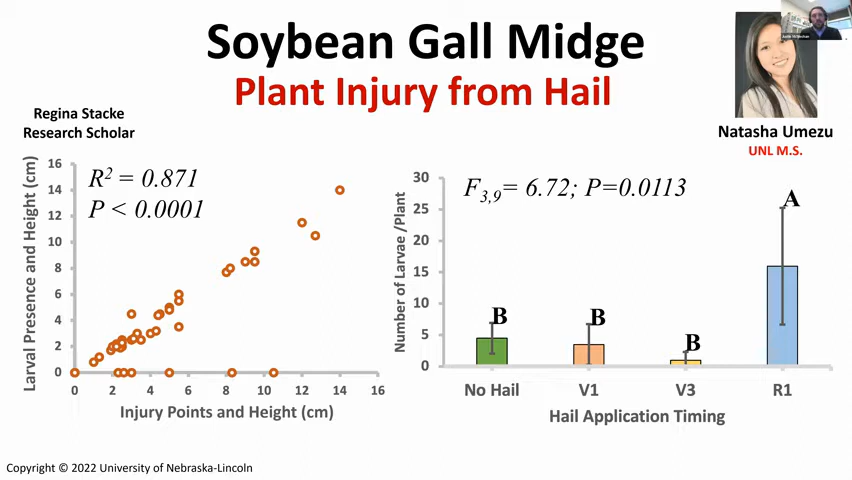 Soybean Gall Midge
Plant Injury from Hail
Regina Stacke
Research Scholar
Natasha Umezu
UNL M.S.
Larval Presence and Height (cm)
16
14
12
10
8
6
4
2
0
R² = 0.871
P < 0.0001
0 2 4 6 8 10 12 14 16
Injury Points and Height (cm)
Number of Larvae /Plant
30
25
20
15
10
5
0
F3,9= 6.72; P=0.0113
B
B
B
A
No Hail V1 V3 R1
Hail Application Timing
Copyright © 2022 University of Nebraska-Lincoln